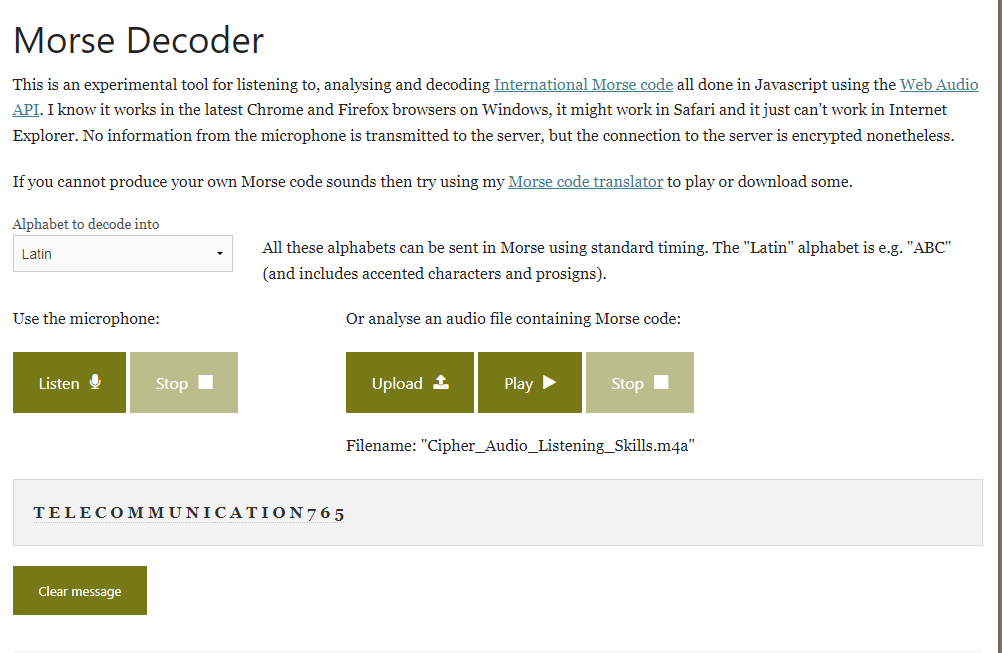 Morse Decoder
This is an experimental tool for listening to, analysing and decoding International Morse code all done in Javascript using the Web Audio
API. I know it works in the latest Chrome and Firefox browsers on Windows, it might work in Safari and it just can't work in Internet
Explorer. No information from the microphone is transmitted to the server, but the connection to the server is encrypted nonetheless.
If you cannot produce your own Morse code sounds then try using my Morse code translator to play or download some.
Alphabet to decode into
Latin
All these alphabets can be sent in Morse using standard timing. The "Latin" alphabet is e.g. "ABC"
(and includes accented characters and prosigns).
Use the microphone:
Listen Stop
Or analyse an audio file containing Morse code:
Upload Play Stop
Filename: "Cipher_Audio_Listening_Skills.m4a"
T E L E C O M M U N I C A T I O N 7 6 5
Clear message